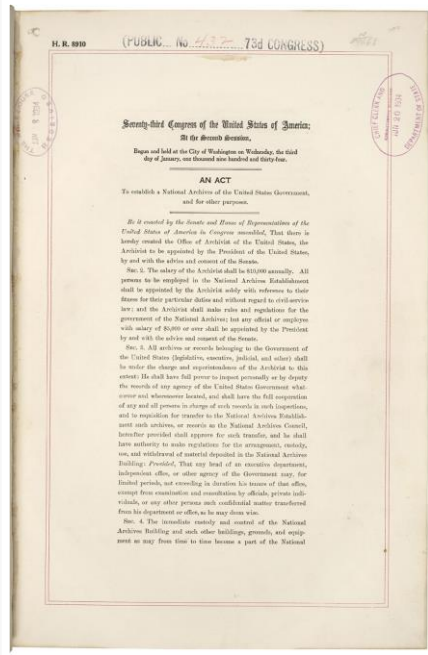 H. R. 8910
(PUBLIC No 432 73d CONGRESS)
Seventy-third Congress of the United States of America;
At the Second Session,
Begun and held at the City of Washington on Wednesday, the third
day of January, one thousand nine hundred and thirty-four.
AN ACT
To establish a National Archives of the United States Government,
and for other purposes.
Be it enacted by the Senate and House of Representatives of the
United States of America in Congress assembled, That there is
hereby created the Office of Archivist of the United States, the
Archivist to be appointed by the President of the United States,
by and with the advice and consent of the Senate.
Sec. 2. The salary of the Archivist shall be $10,000 annually. All
persons to be employed in the National Archives Establishment
shall be appointed by the Archivist solely with reference to their
fitness for their particular duties and without regard to civil-service
law; and the Archivist shall make rules and regulations for the
government of the National Archives; but any official or employee
with salary of $5,000 or over shall be appointed by the President
by and with the advice and consent of the Senate.
Sec. 3. All archives or records belonging to the Government of
the United States (legislative, executive, judicial, and other) shall
be under the charge and superintendence of the Archivist to this
extent: He shall have full power to inspect personally or by deputy
the records of any agency of the United States Government what-
soever and wheresoever located, and shall have the full cooperation
of any and all persons in charge of such records in such inspections,
and to requisition for transfer to the National Archives Establish-
ment such archives, or records as the National Archives Council,
hereafter provided shall approve for such transfer, and he shall
have authority to make regulations for the arrangement, custody,
use, and withdrawal of material deposited in the National Archives
Building: Provided, That any head of an executive department,
independent office, or other agency of the Government may, for
limited periods, not exceeding in duration his tenure of that office,
exempt from examination and consultation by officials, private indi-
viduals, or any other persons such confidential matter transferred
from his department or office, as he may deem wise.
Sec. 4. The immediate custody and control of the National
Archives Building and such other buildings, grounds, and equip-
ment as may from time to time become a part of the National